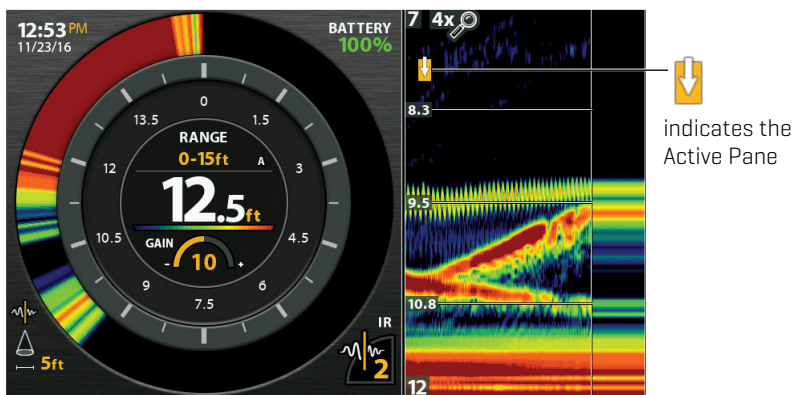 12:53 PM
11/23/16
BATTERY
100%
0
1.5
3
4.5
6
7.5
9
10.5
12
13.5
RANGE
0-15ft A
12.5ft
GAIN
- 10 +
5ft
IR
2
7 4x
8.3
9.5
10.8
12
indicates the
Active Pane